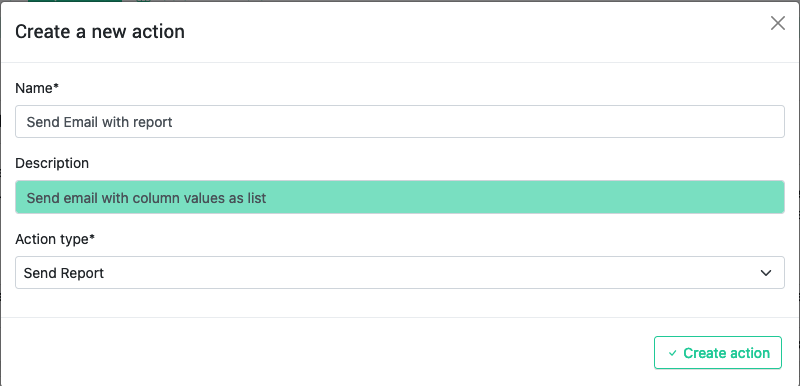 Create a new action
Name*
Send Email with report
Description
Send email with column values as list
Action type*
Send Report
Create action